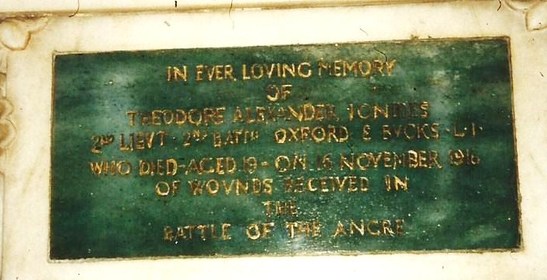 IN EVER LOVING MEMORY
OF
THEODORE ALEXANDER
2ND LIEUT 2ND BATTN OXFORD & BUCKS · L · I ·
WHO DIED · AGED 19 · ON 16 NOVEMBER 1916
OF WOUNDS RECEIVED IN
THE
BATTLE OF THE ANCRE